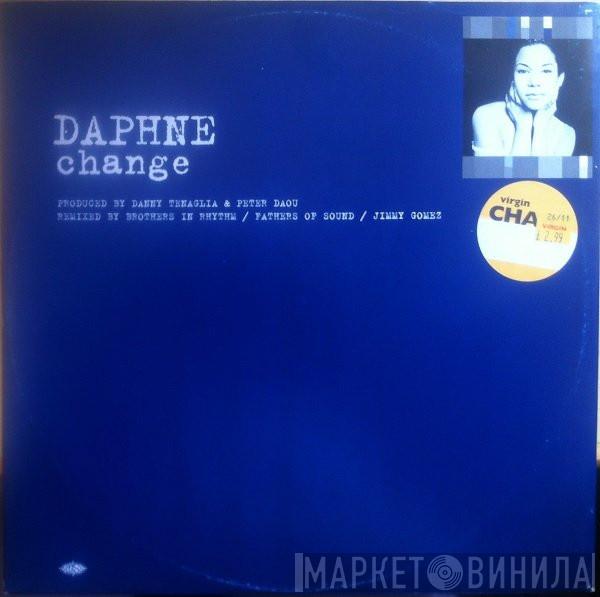 DAPHNE
change
PRODUCED BY DANNY TENAGLIA & PETER DAOU
REMIXED BY BROTHERS IN RHYTHM / FATHERS OF SOUND / JIMMY GOMEZ
virgin
CHA
26/11
VIRGIN
£ 2.99
МАРКЕТ ВИНИЛА